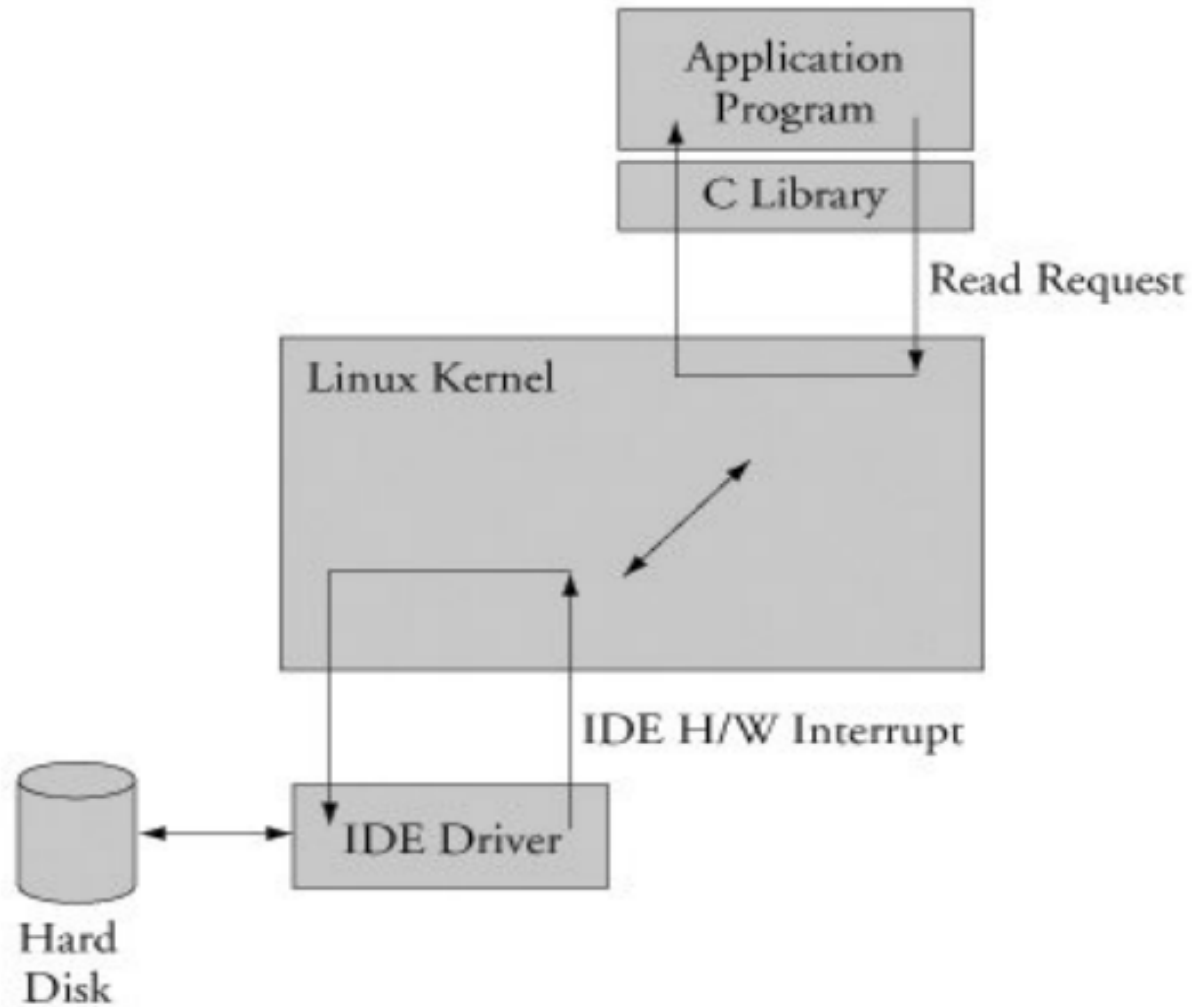 Application
Program
C Library
Read Request
Linux Kernel
IDE H/W Interrupt
IDE Driver
Hard
Disk